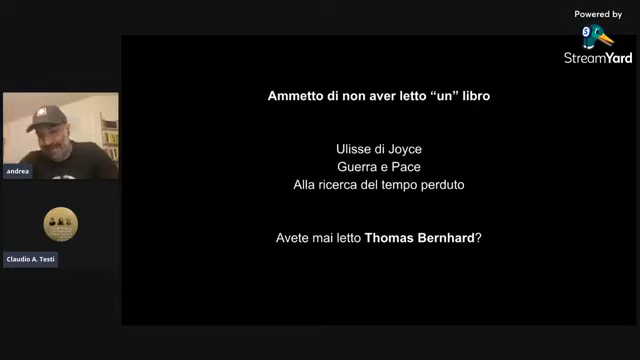 Powered by
StreamYard
Ammetto di non aver letto “un” libro
Ulisse di Joyce
Guerra e Pace
Alla ricerca del tempo perduto
Avete mai letto Thomas Bernhard?
andrea
Claudio A. Testi